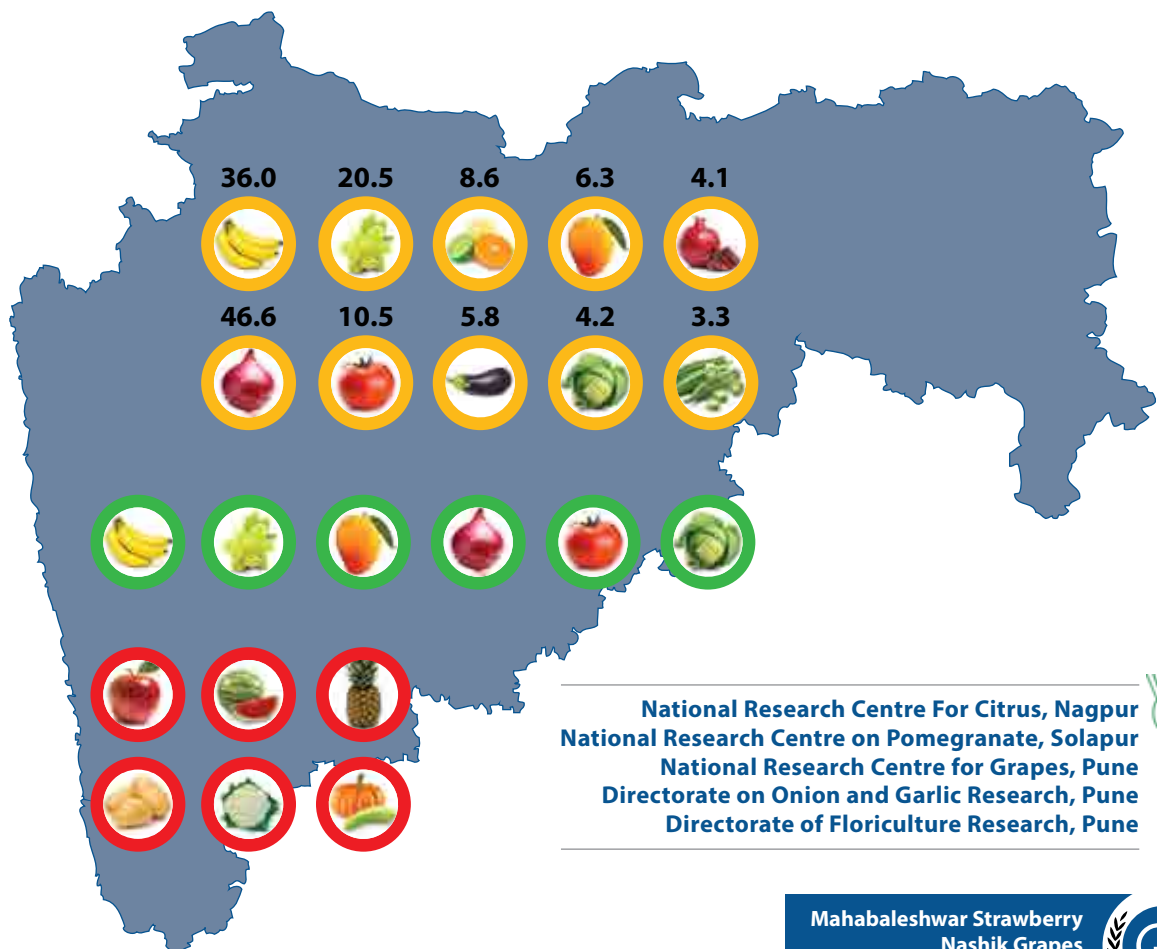 36.0 20.5 8.6 6.3 4.1
46.6 10.5 5.8 4.2 3.3
National Research Centre For Citrus, Nagpur
National Research Centre on Pomegranate, Solapur
National Research Centre for Grapes, Pune
Directorate on Onion and Garlic Research, Pune
Directorate of Floriculture Research, Pune
Mahabaleshwar Strawberry
Nashik Grapes